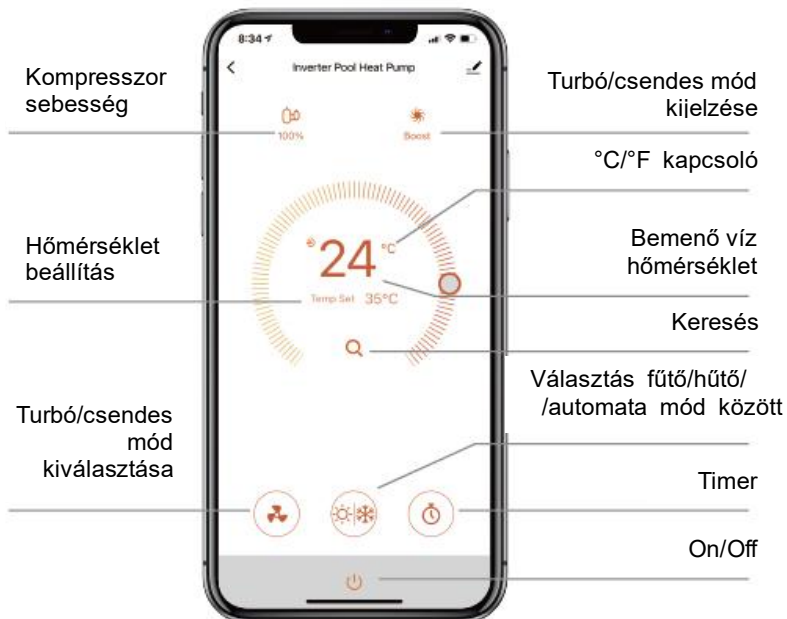 8:34
Inverter Pool Heat Pump
Kompresszor
sebesség
100%
Boost
Turbó/csendes mód
kijelzése
°C/°F kapcsoló
Hőmérséklet
beállítás
24 °C
Temp Set 35°C
Bemenő víz
hőmérséklet
Keresés
Választás fűtő/hűtő/
/automata mód között
Turbó/csendes
mód
kiválasztása
Timer
On/Off